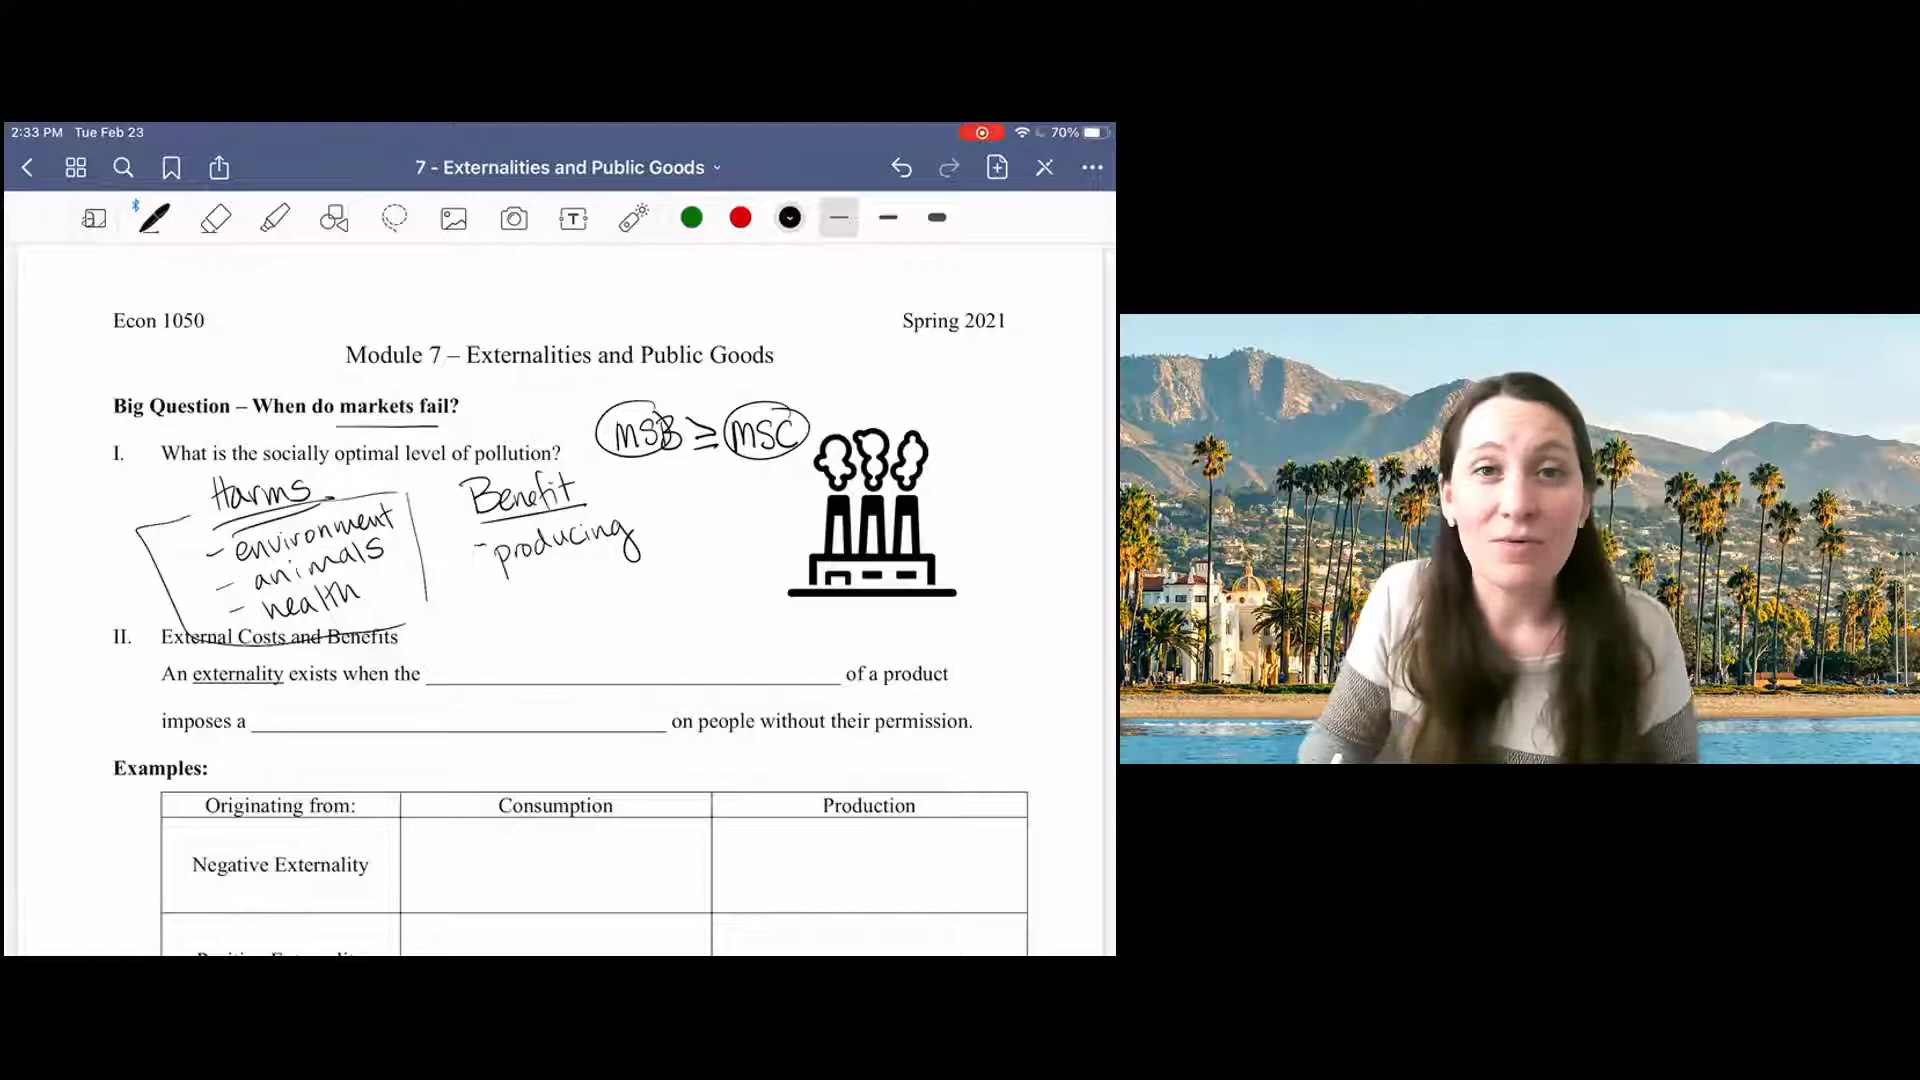 2:33 PM Tue Feb 23
70%
7 - Externalities and Public Goods
T
Econ 1050
Spring 2021
Module 7 – Externalities and Public Goods
Big Question – When do markets fail?
MSB ≥ MSC
I. What is the socially optimal level of pollution?
Harms
- environment
- animals
- health
Benefit
- producing
II. External Costs and Benefits
An externality exists when the ______ of a product
imposes a ______ on people without their permission.
Examples:
Originating from:
Consumption
Production
Negative Externality